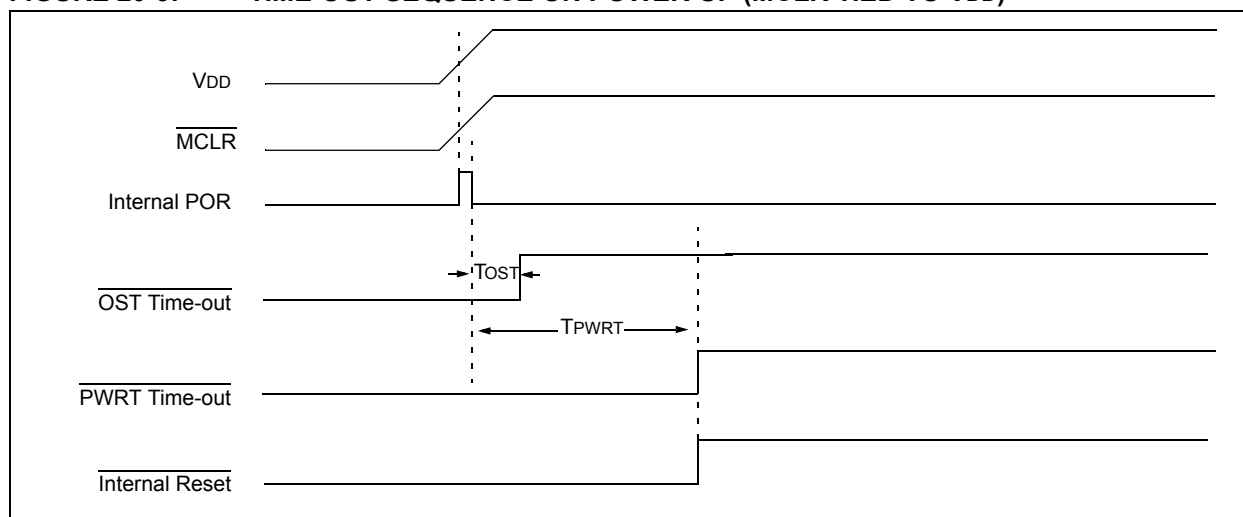 VDD
MCLR
Internal POR
TOST
OST Time-out
TPWRT
PWRT Time-out
Internal Reset